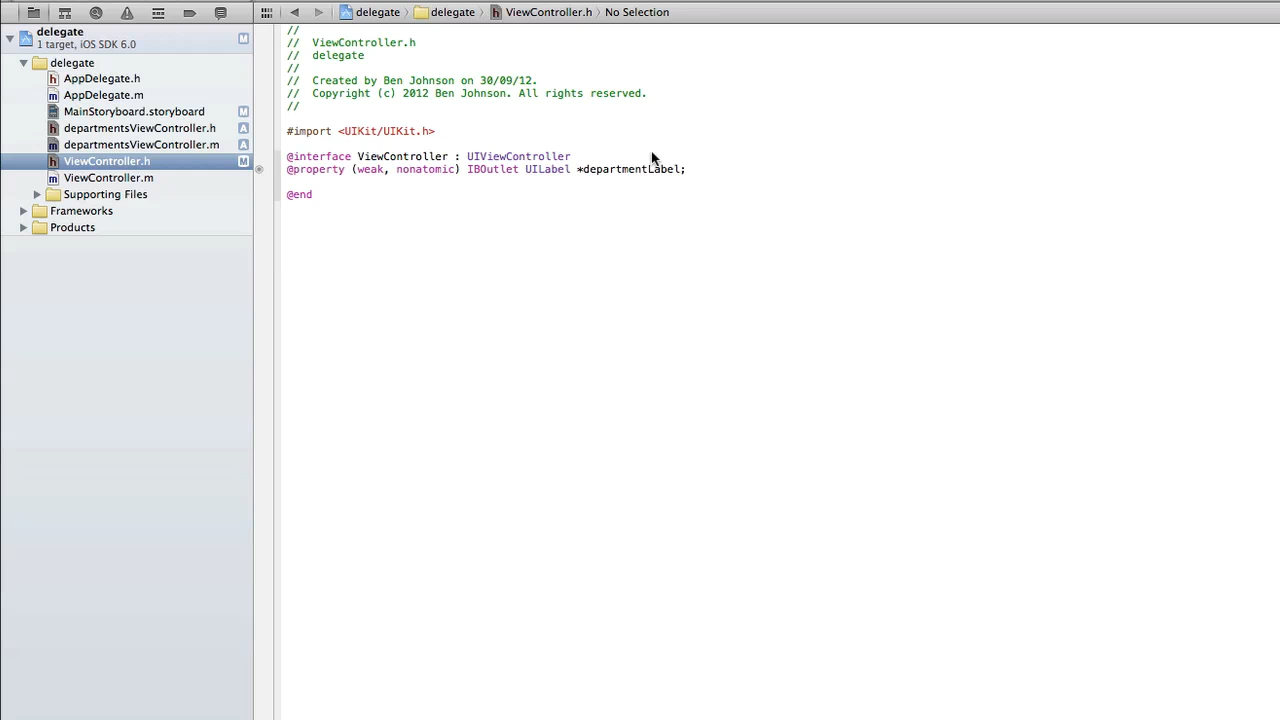 delegate
1 target, iOS SDK 6.0
M
delegate
AppDelegate.h
AppDelegate.m
MainStoryboard.storyboard M
departmentsViewController.h A
departmentsViewController.m A
ViewController.h M
ViewController.m
Supporting Files
Frameworks
Products
delegate › delegate › ViewController.h › No Selection
//
//  ViewController.h
//  delegate
//
//  Created by Ben Johnson on 30/09/12.
//  Copyright (c) 2012 Ben Johnson. All rights reserved.
//
#import <UIKit/UIKit.h>
@interface ViewController : UIViewController
@property (weak, nonatomic) IBOutlet UILabel *departmentLabel;
@end